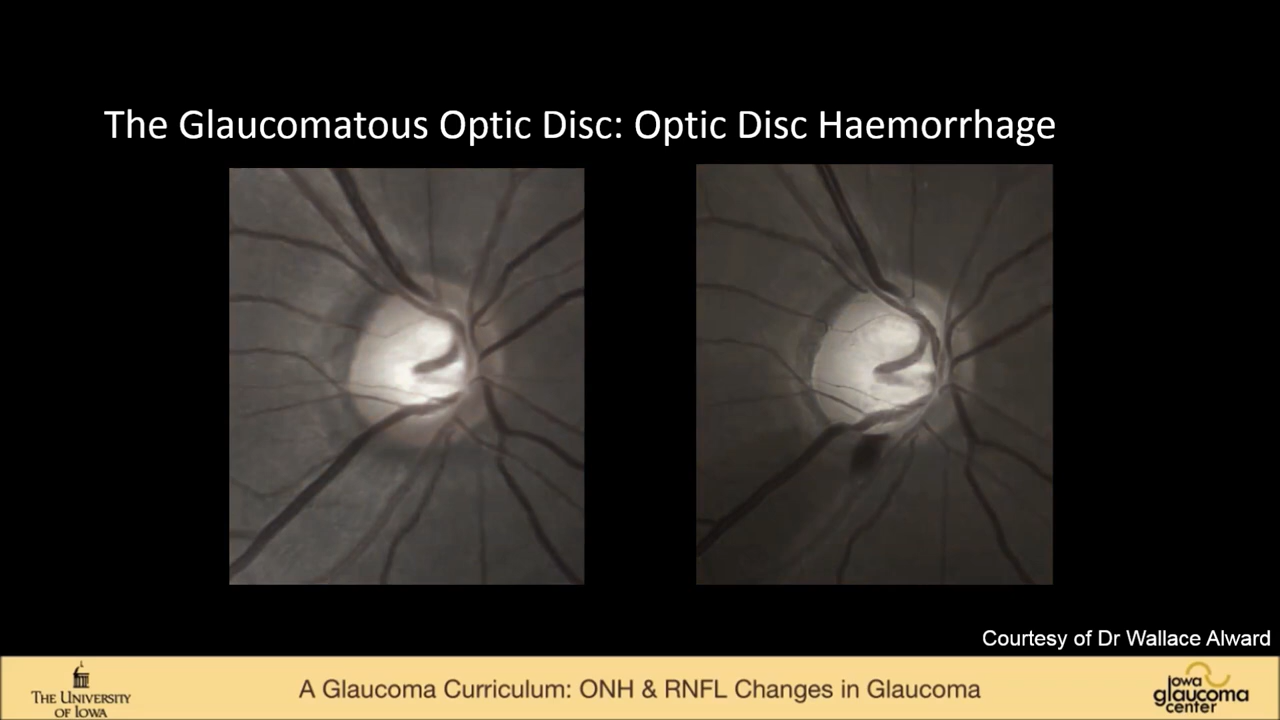 The Glaucomatous Optic Disc: Optic Disc Haemorrhage
Courtesy of Dr Wallace Alward
THE UNIVERSITY
OF IOWA
A Glaucoma Curriculum: ONH & RNFL Changes in Glaucoma
Iowa
glaucoma
center